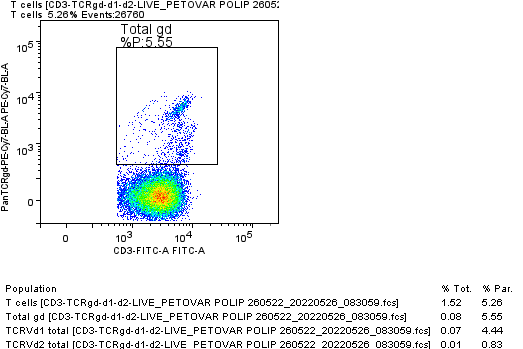 T cells [CD3-TCRgd-d1-d2-LIVE_PETOVAR POLIP 260522
T cells 5.26% Events:26760
Total gd
%P:5.55
10⁵
10⁴
10³
0
PanTCRgd-PE-Cy7-BL-A PE-Cy7-BL-A
0 10³ 10⁴ 10⁵
CD3-FITC-A FITC-A
Population % Tot. % Par.
T cells [CD3-TCRgd-d1-d2-LIVE_PETOVAR POLIP 260522_20220526_083059.fcs] 1.52 5.26
Total gd [CD3-TCRgd-d1-d2-LIVE_PETOVAR POLIP 260522_20220526_083059.fcs] 0.08 5.55
TCRVd1 total [CD3-TCRgd-d1-d2-LIVE_PETOVAR POLIP 260522_20220526_083059.fcs] 0.07 4.44
TCRVd2 total [CD3-TCRgd-d1-d2-LIVE_PETOVAR POLIP 260522_20220526_083059.fcs] 0.01 0.83